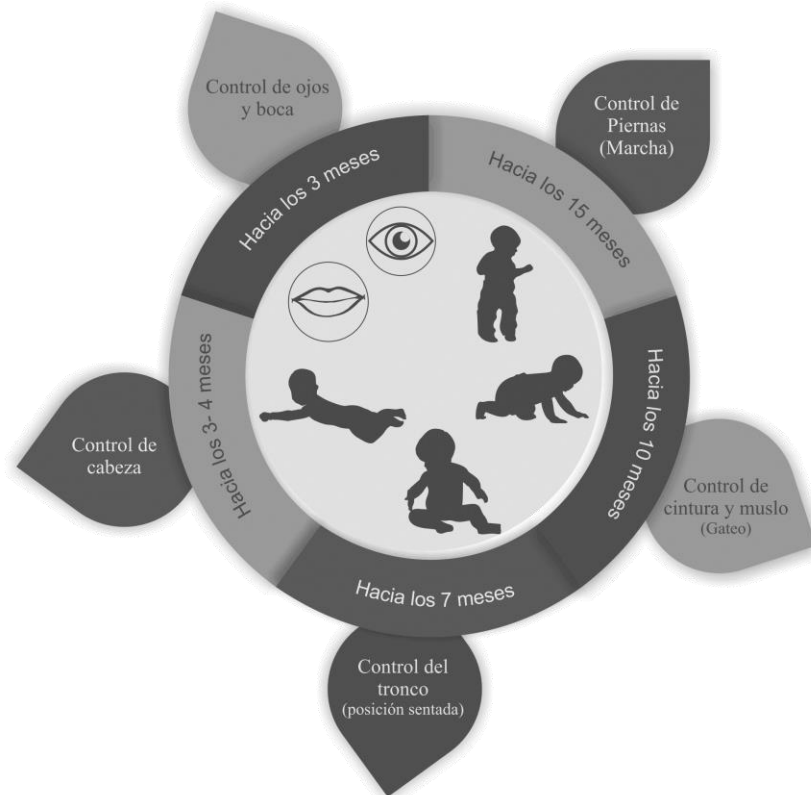 Control de ojos
y boca
Hacia los 3 meses
Control de
cabeza
Hacia los 3- 4 meses
Control del
tronco
(posición sentada)
Hacia los 7 meses
Control de
cintura y muslo
(Gateo)
Hacia los 10 meses
Control de
Piernas
(Marcha)
Hacia los 15 meses